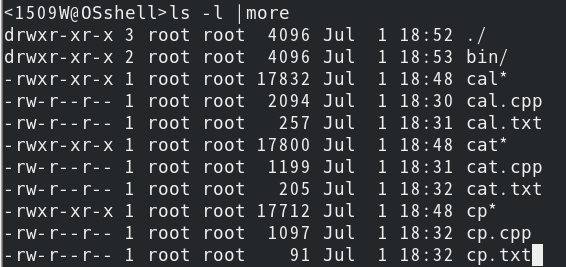 <1509W@OSshell>ls -l |more
drwxr-xr-x 3 root root  4096 Jul  1 18:52 ./
drwxr-xr-x 2 root root  4096 Jul  1 18:53 bin/
-rwxr-xr-x 1 root root 17832 Jul  1 18:48 cal*
-rw-r--r-- 1 root root  2094 Jul  1 18:30 cal.cpp
-rw-r--r-- 1 root root   257 Jul  1 18:31 cal.txt
-rwxr-xr-x 1 root root 17800 Jul  1 18:48 cat*
-rw-r--r-- 1 root root  1199 Jul  1 18:31 cat.cpp
-rw-r--r-- 1 root root   205 Jul  1 18:32 cat.txt
-rwxr-xr-x 1 root root 17712 Jul  1 18:48 cp*
-rw-r--r-- 1 root root  1097 Jul  1 18:32 cp.cpp
-rw-r--r-- 1 root root    91 Jul  1 18:32 cp.txt